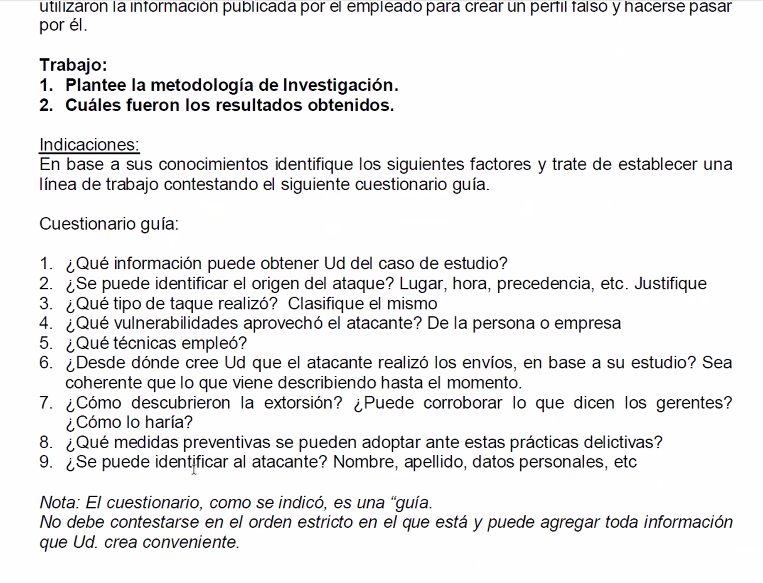 utilizaron la información publicada por el empleado para crear un perfil falso y hacerse pasar
por él.
Trabajo:
1. Plantee la metodología de Investigación.
2. Cuáles fueron los resultados obtenidos.
Indicaciones:
En base a sus conocimientos identifique los siguientes factores y trate de establecer una
línea de trabajo contestando el siguiente cuestionario guía.
Cuestionario guía:
1. ¿Qué información puede obtener Ud del caso de estudio?
2. ¿Se puede identificar el origen del ataque? Lugar, hora, precedencia, etc. Justifique
3. ¿Qué tipo de taque realizó? Clasifique el mismo
4. ¿Qué vulnerabilidades aprovechó el atacante? De la persona o empresa
5. ¿Qué técnicas empleó?
6. ¿Desde dónde cree Ud que el atacante realizó los envíos, en base a su estudio? Sea
coherente que lo que viene describiendo hasta el momento.
7. ¿Cómo descubrieron la extorsión? ¿Puede corroborar lo que dicen los gerentes?
¿Cómo lo haría?
8. ¿Qué medidas preventivas se pueden adoptar ante estas prácticas delictivas?
9. ¿Se puede identificar al atacante? Nombre, apellido, datos personales, etc
Nota: El cuestionario, como se indicó, es una “guía.
No debe contestarse en el orden estricto en el que está y puede agregar toda información
que Ud. crea conveniente.